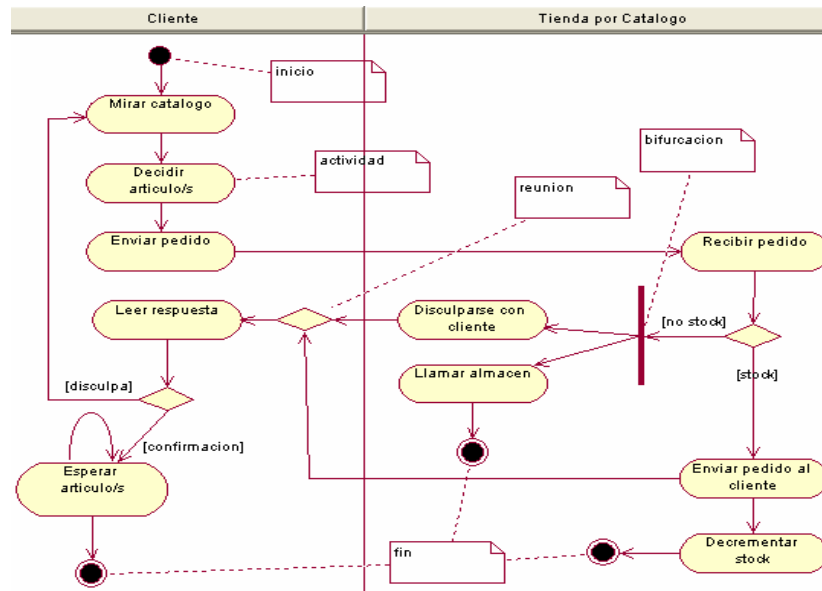 Cliente
Tienda por Catalogo
inicio
Mirar catalogo
bifurcacion
actividad
Decidir
articulo/s
reunion
Enviar pedido
Recibir pedido
Leer respuesta
Disculparse con
cliente
[no stock]
Llamar almacen
[stock]
[disculpa]
[confirmacion]
Esperar
articulo/s
Enviar pedido al
cliente
fin
Decrementar
stock